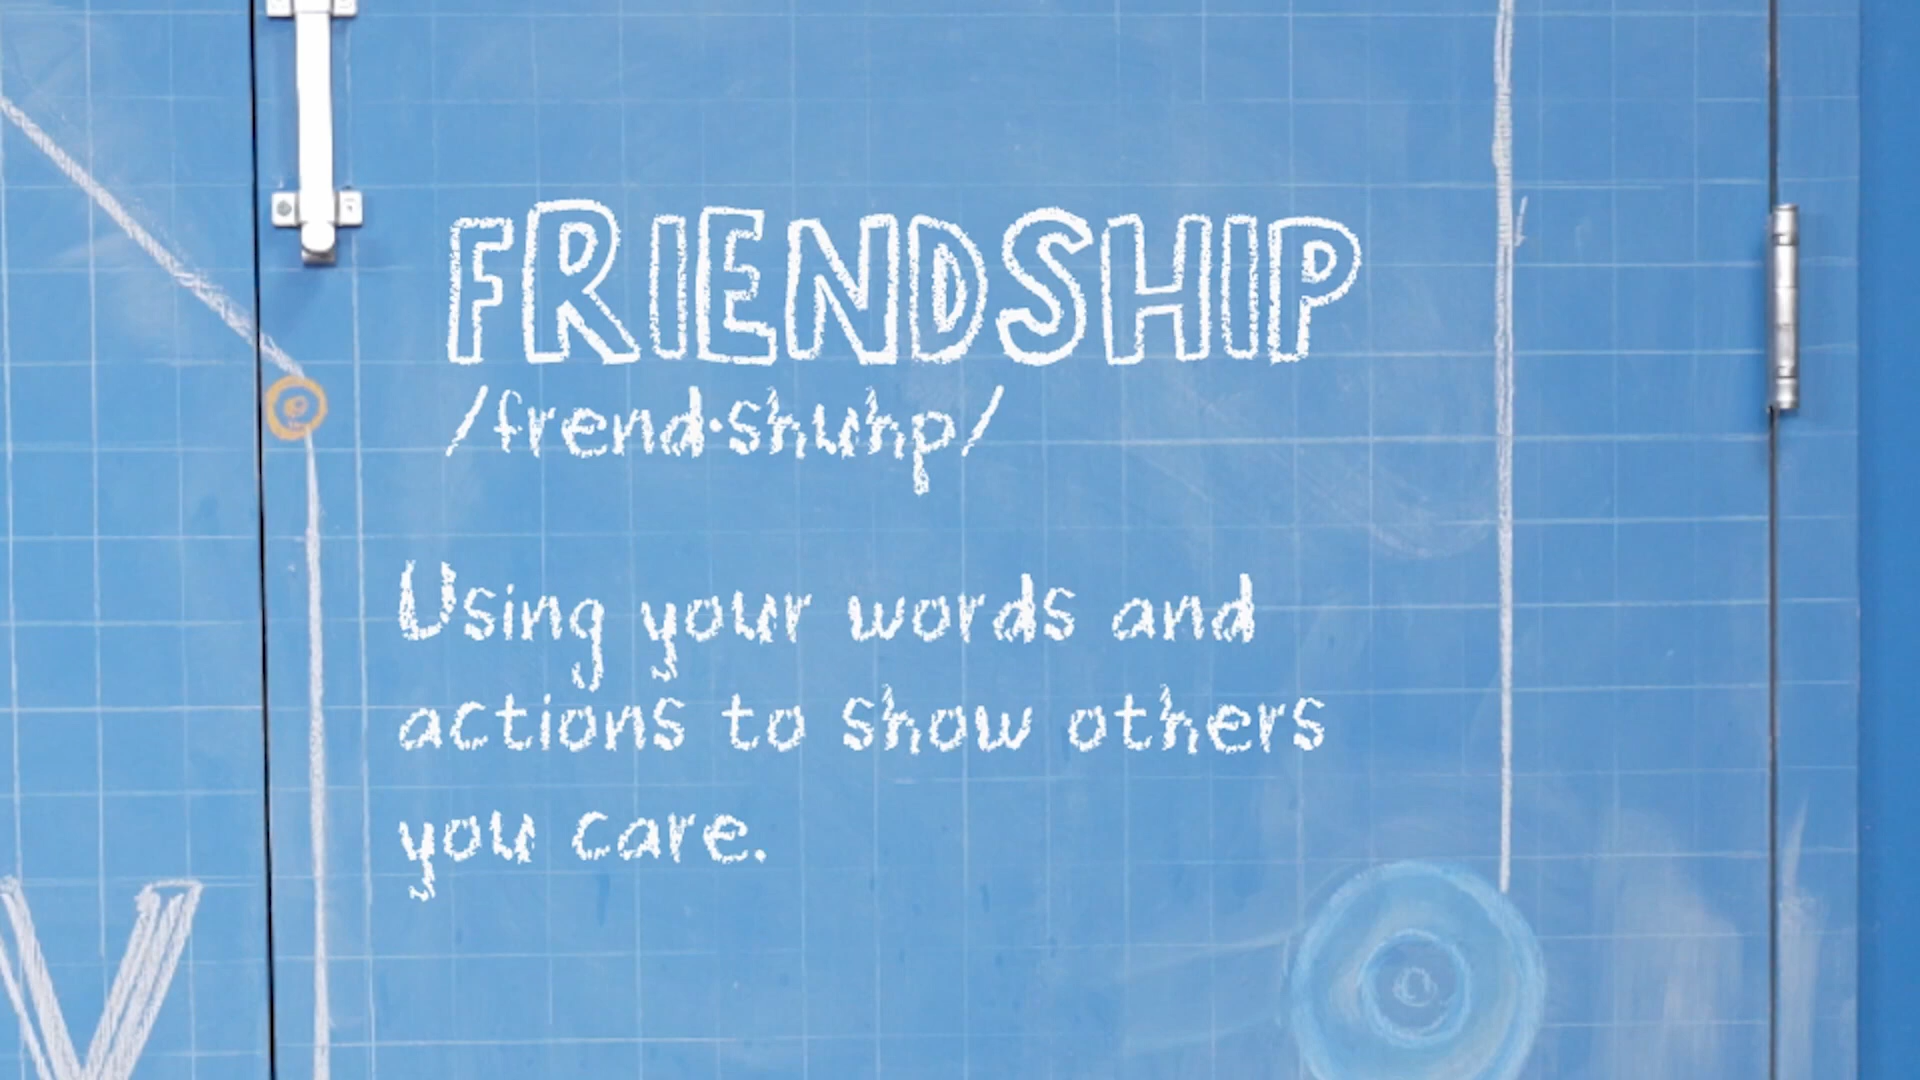 FRIENDSHIP
/frend·shuhp/
Using your words and
actions to show others
you care.